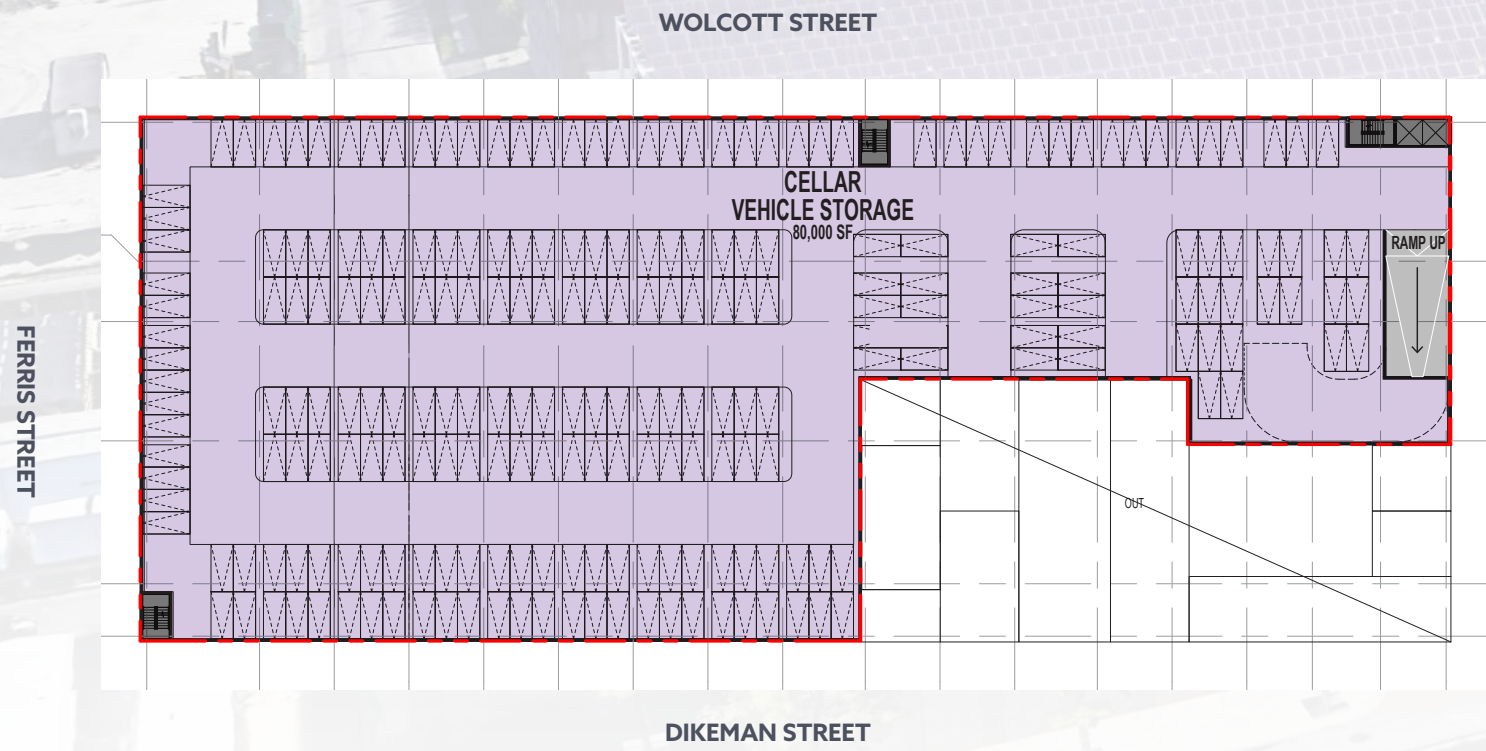 WOLCOTT STREET
CELLAR
VEHICLE STORAGE
80,000 SF
RAMP UP
FERRIS STREET
OUT
DIKEMAN STREET